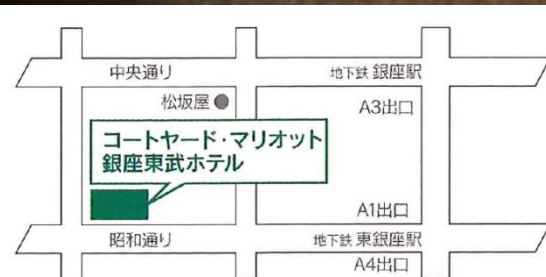 中央通り
地下鉄 銀座駅
松坂屋
A3出口
コートヤード・マリオット
銀座東武ホテル
A1出口
昭和通り
地下鉄 東銀座駅
A4出口